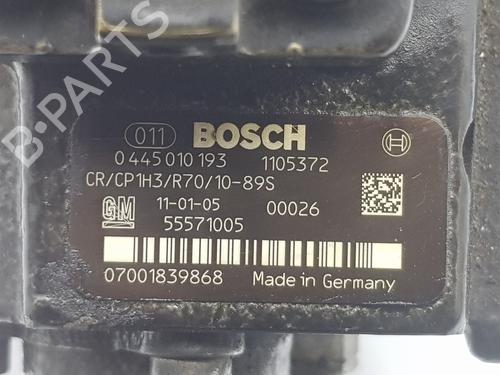 B-PARTS
011 BOSCH
0 445 010 193 1105372
CR/CP1H3/R70/10-89S
GM 11-01-05 00026
55571005
07001839868 Made in Germany